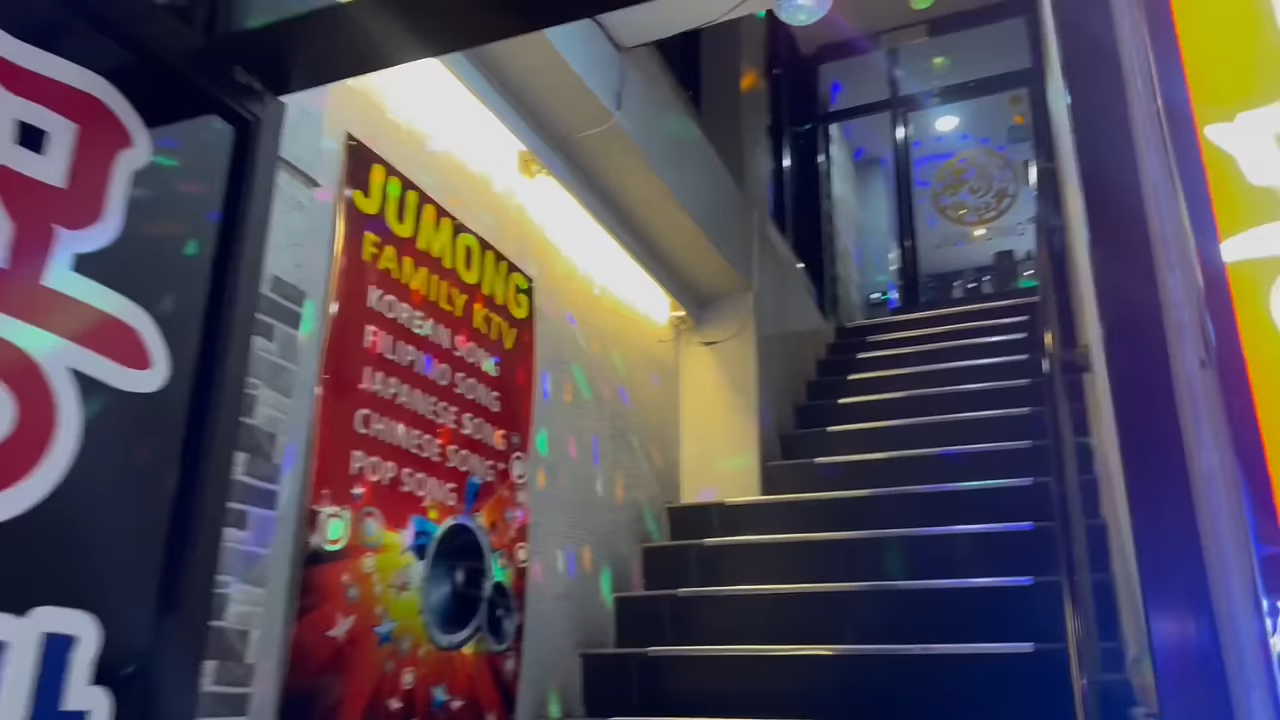 JUMONG
FAMILY KTV
KOREAN SONG
FILIPINO SONG
JAPANESE SONG
CHINESE SONG
POP SONG